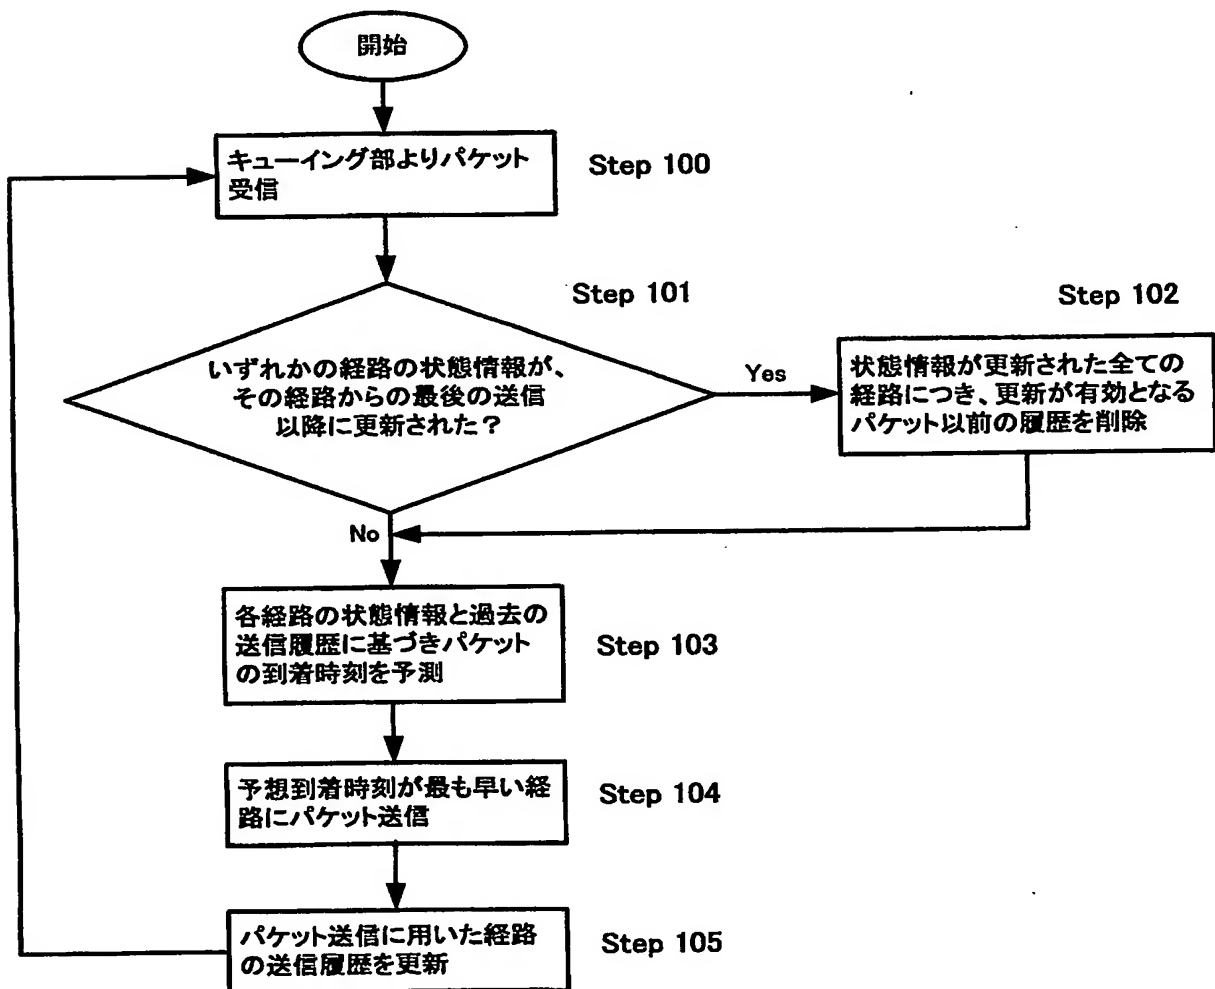 開始
キューイング部よりパケット
受信
Step 100
Step 101
いずれかの経路の状態情報が、
その経路からの最後の送信
以降に更新された?
Yes
Step 102
状態情報が更新された全ての
経路につき、更新が有効となる
パケット以前の履歴を削除
No
各経路の状態情報と過去の
送信履歴に基づきパケット
の到着時刻を予測
Step 103
予想到着時刻が最も早い経
路にパケット送信
Step 104
パケット送信に用いた経路
の送信履歴を更新
Step 105